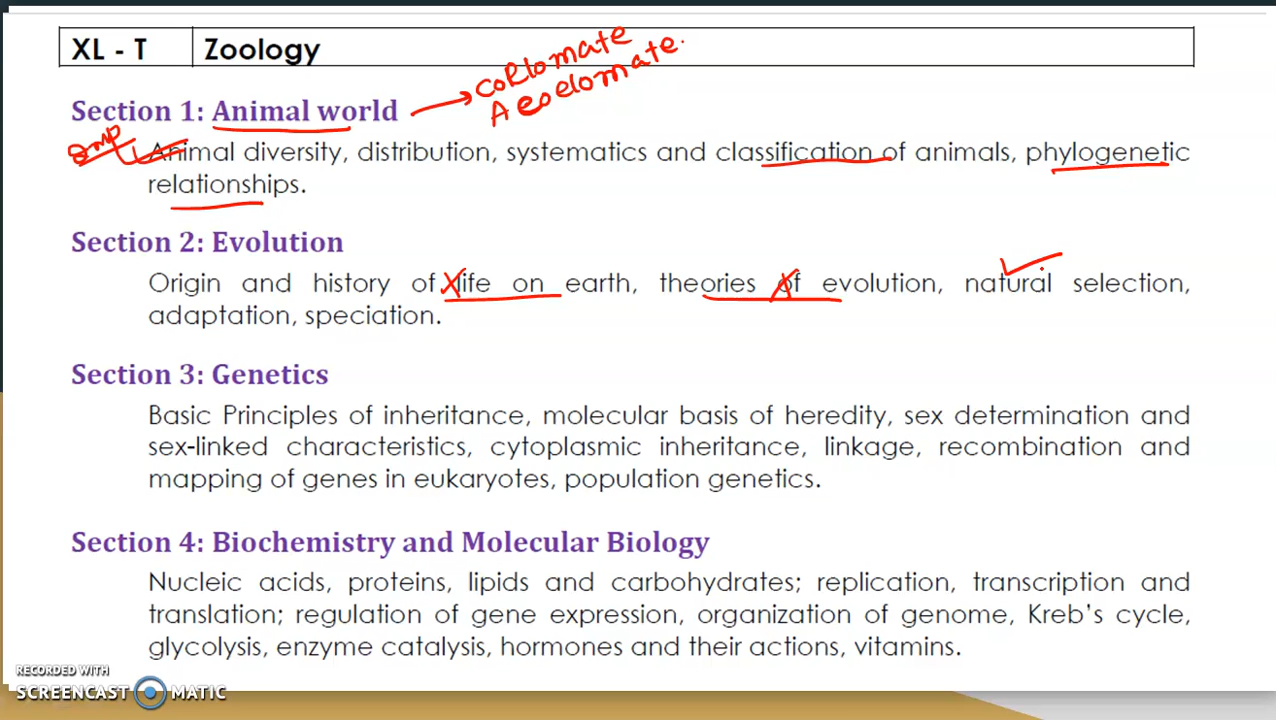 XL - T Zoology
coelomate
Acoelomate.
Section 1: Animal world
Imp
Animal diversity, distribution, systematics and classification of animals, phylogenetic
relationships.
Section 2: Evolution
Origin and history of life on earth, theories of evolution, natural selection,
adaptation, speciation.
Section 3: Genetics
Basic Principles of inheritance, molecular basis of heredity, sex determination and
sex-linked characteristics, cytoplasmic inheritance, linkage, recombination and
mapping of genes in eukaryotes, population genetics.
Section 4: Biochemistry and Molecular Biology
Nucleic acids, proteins, lipids and carbohydrates; replication, transcription and
translation; regulation of gene expression, organization of genome, Kreb's cycle,
glycolysis, enzyme catalysis, hormones and their actions, vitamins.
RECORDED WITH
SCREENCAST MATIC